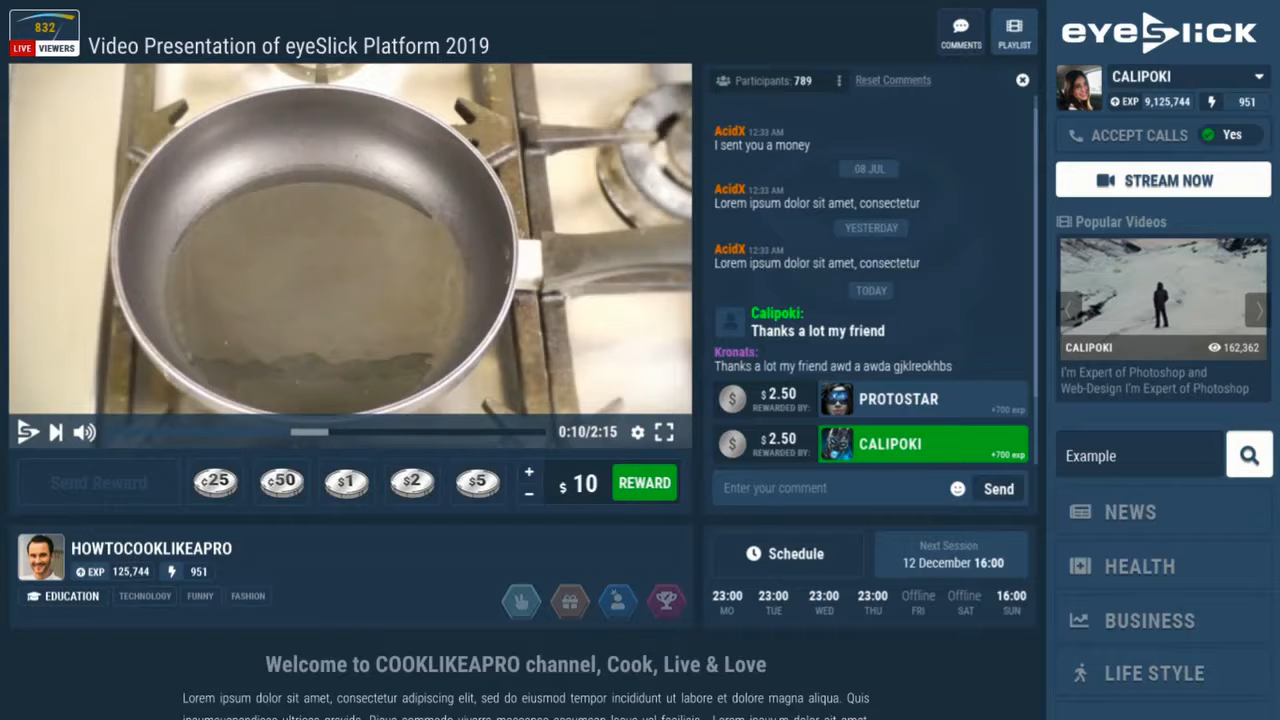 832
LIVE VIEWERS
Video Presentation of eyeSlick Platform 2019
COMMENTS
PLAYLIST
Participants: 789
Reset Comments
AcidX 12:33 AM
I sent you a money
08 JUL
AcidX 12:33 AM
Lorem ipsum dolor sit amet, consectetur
YESTERDAY
AcidX 12:33 AM
Lorem ipsum dolor sit amet, consectetur
TODAY
Calipoki:
Thanks a lot my friend
Kronats:
Thanks a lot my friend awd a awda gjklreokhbs
$ 2.50
REWARDED BY:
PROTOSTAR
+700 exp
$ 2.50
REWARDED BY:
CALIPOKI
+700 exp
Enter your comment
Send
0:10/2:15
Send Reward
¢25
¢50
$1
$2
$5
+
−
$ 10
REWARD
HOWTOCOOKLIKEAPRO
EXP 125,744 951
EDUCATION
TECHNOLOGY
FUNNY
FASHION
Schedule
Next Session
12 December 16:00
23:00 23:00 23:00 23:00 Offline Offline 16:00
MO TUE WED THU FRI SAT SUN
Welcome to COOKLIKEAPRO channel, Cook, Live & Love
Lorem ipsum dolor sit amet, consectetur adipiscing elit, sed do eiusmod tempor incididunt ut labore et dolore magna aliqua. Quis
eyeSlick
CALIPOKI
EXP 9,125,744 951
ACCEPT CALLS Yes
STREAM NOW
Popular Videos
CALIPOKI 162,362
I'm Expert of Photoshop and
Web-Design I'm Expert of Photoshop
Example
NEWS
HEALTH
BUSINESS
LIFE STYLE